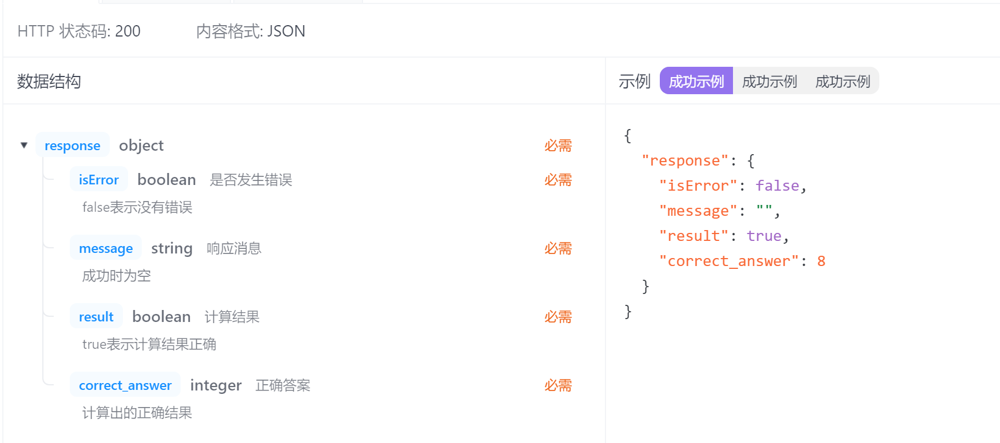 HTTP 状态码: 200 内容格式: JSON
数据结构
示例 成功示例 成功示例 成功示例
response object 必需
isError boolean 是否发生错误 必需
false表示没有错误
message string 响应消息 必需
成功时为空
result boolean 计算结果 必需
true表示计算结果正确
correct_answer integer 正确答案 必需
计算出的正确结果
{
"response": {
"isError": false,
"message": "",
"result": true,
"correct_answer": 8
}
}